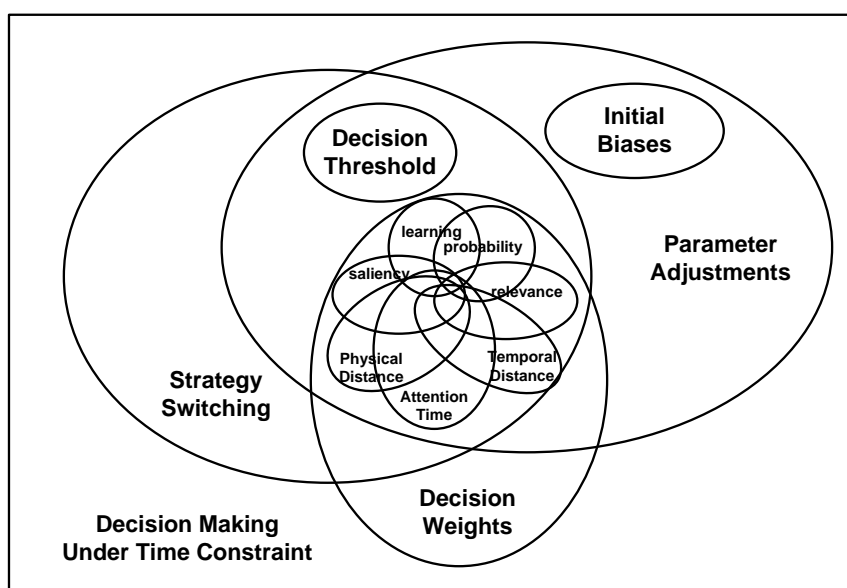 Initial
Biases
Decision
Threshold
learning
probability
saliency
relevance
Parameter
Adjustments
Physical
Distance
Temporal
Distance
Attention
Time
Strategy
Switching
Decision
Weights
Decision Making
Under Time Constraint